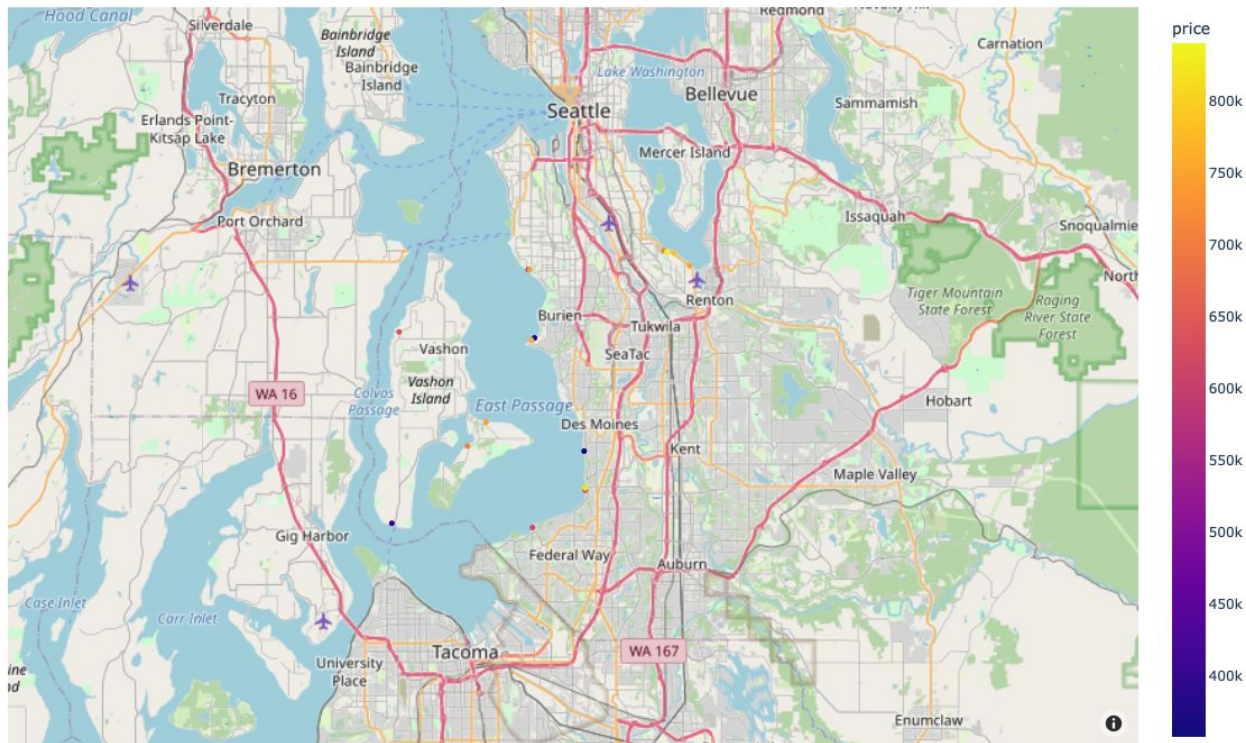 Hood Canal
Silverdale
Bainbridge
Island
Bainbridge
Island
Redmond
Carnation
Lake Washington
Tracyton
Seattle
Bellevue
Sammamish
Erlands Point-
Kitsap Lake
Mercer Island
Bremerton
Port Orchard
Issaquah
Snoqualmie
North
Renton
Burien
Tukwila
Tiger Mountain
State Forest
Raging
River State
Forest
SeaTac
Vashon
Vashon
Island
WA 16
Colvos
Passage
East Passage
Hobart
Des Moines
Kent
Maple Valley
Gig Harbor
Federal Way
Auburn
Case Inlet
Carr Inlet
Tacoma
WA 167
University
Place
Enumclaw
price
800k
750k
700k
650k
600k
550k
500k
450k
400k